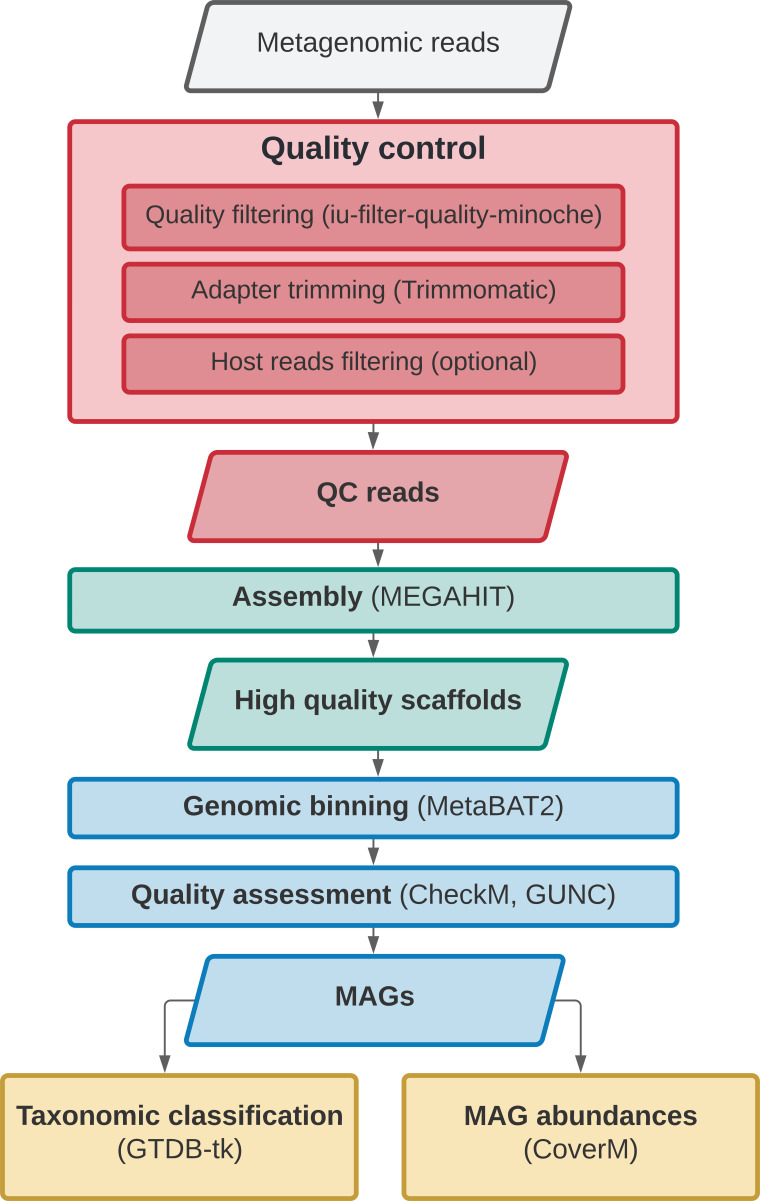 Metagenomic reads
Quality control
Quality filtering (iu-filter-quality-minoche)
Adapter trimming (Trimmomatic)
Host reads filtering (optional)
QC reads
Assembly (MEGAHIT)
High quality scaffolds
Genomic binning (MetaBAT2)
Quality assessment (CheckM, GUNC)
MAGs
Taxonomic classification
(GTDB-tk)
MAG abundances
(CoverM)